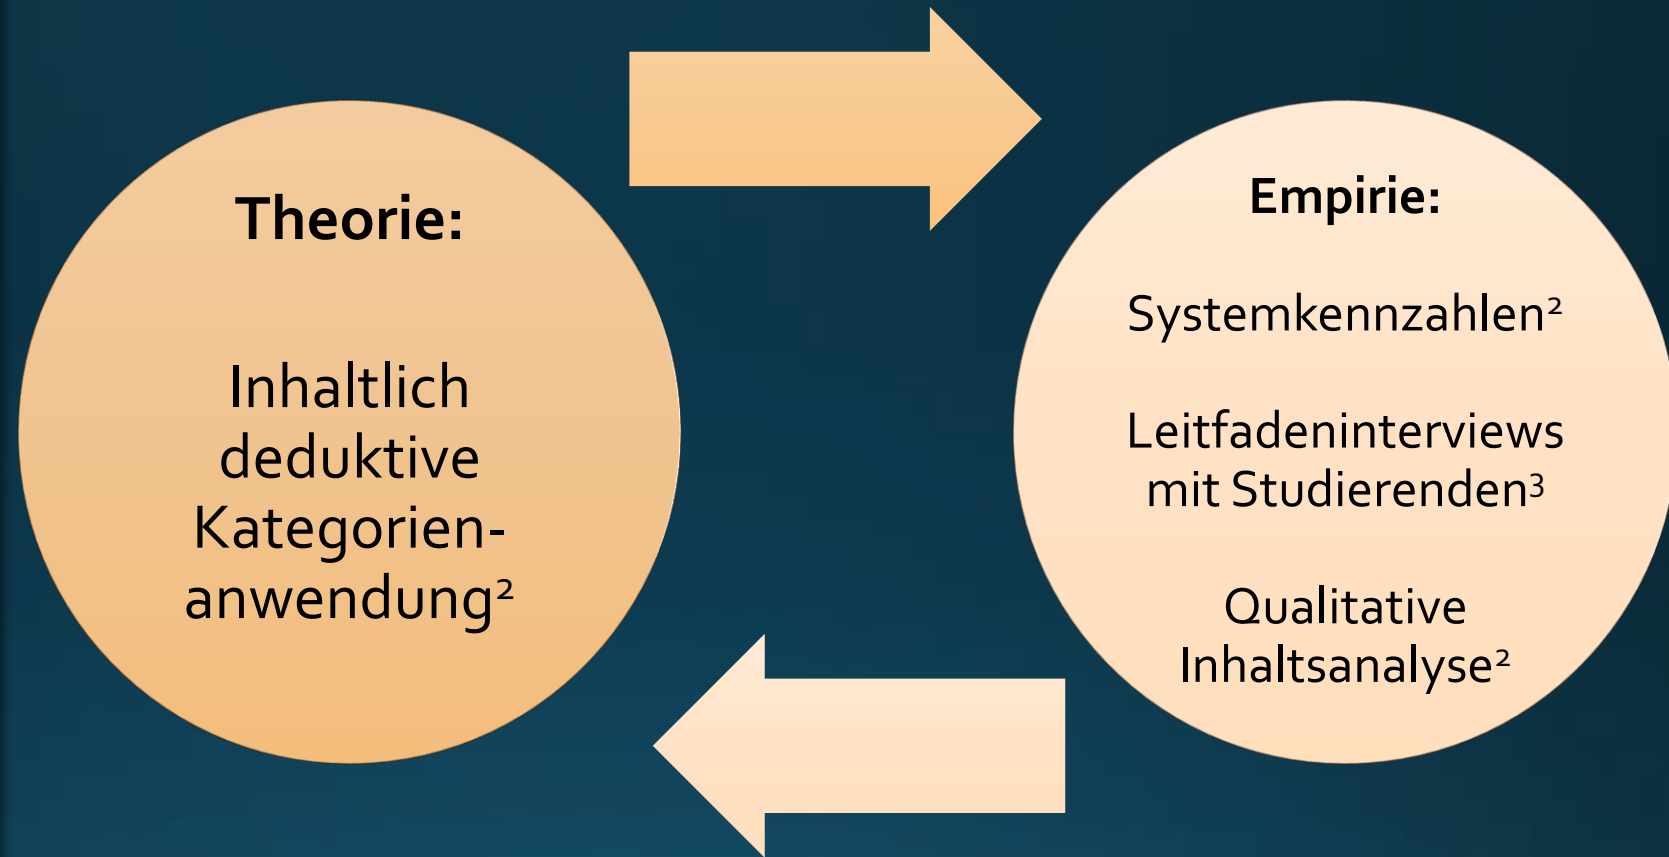 Theorie:
Inhaltlich
deduktive
Kategorien-
anwendung²
Empirie:
Systemkennzahlen²
Leitfadeninterviews
mit Studierenden³
Qualitative
Inhaltsanalyse²